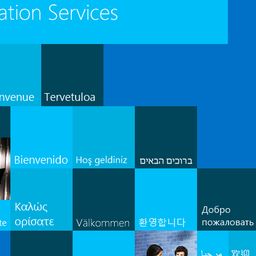 ation Services
nvenue
Tervetuloa
Bienvenido
Hoş geldiniz
ברוכים הבאים
Καλώς
ορίσατε
Välkommen
환영합니다
Добро
пожаловать
te
欢迎